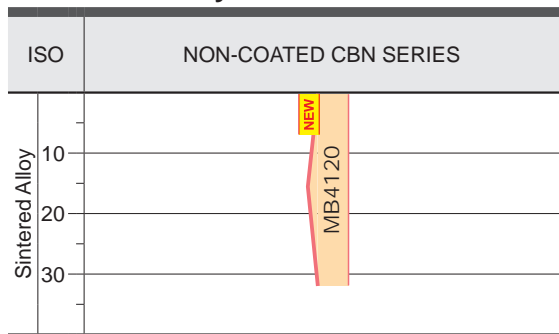 ISO
NON-COATED CBN SERIES
Sintered Alloy
10
20
30
NEW
MB4120